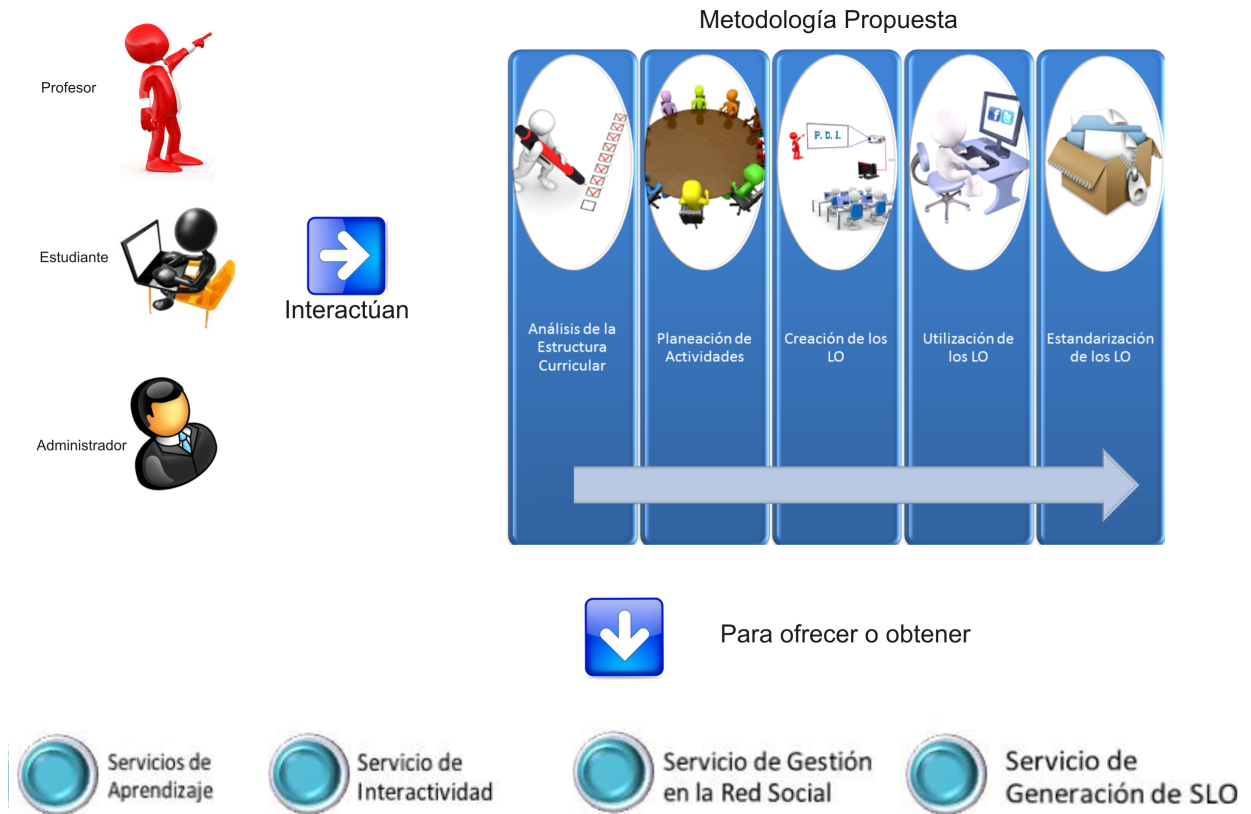 Metodología Propuesta
Profesor
P. D. I.
Estudiante
Interactúan
Análisis de la
Estructura
Curricular
Planeación de
Actividades
Creación de los
LO
Utilización de
los LO
Estandarización
de los LO
Administrador
Para ofrecer o obtener
Servicios de
Aprendizaje
Servicio de
Interactividad
Servicio de Gestión
en la Red Social
Servicio de
Generación de SLO